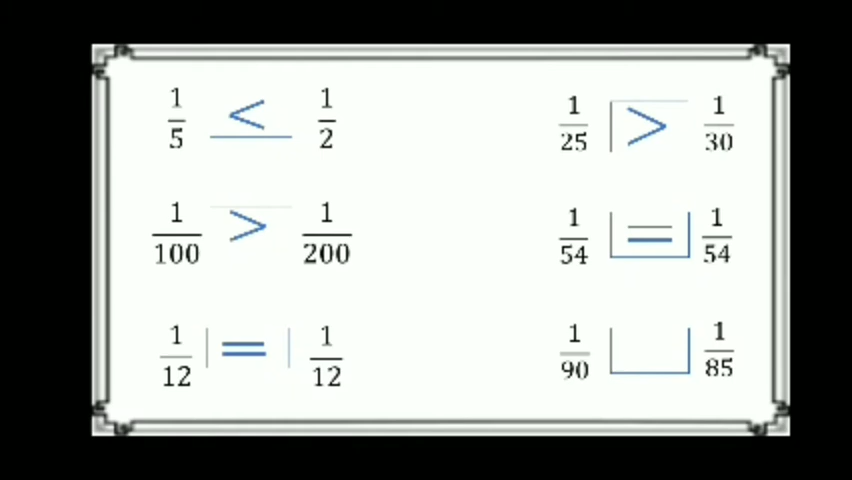 1/5 < 1/2
1/25 > 1/30
1/100 > 1/200
1/54 = 1/54
1/12 = 1/12
1/90 1/85